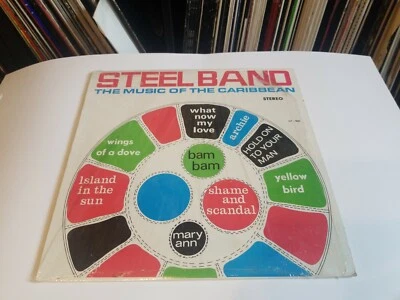 STEELBAND
THE MUSIC OF THE CARIBBEAN
STEREO
what
now
my
love
archie
HOLD ON
TO YOUR
MAN
wings
of a dove
bam
bam
yellow
bird
Island
in the
sun
shame
and
scandal
mary
ann